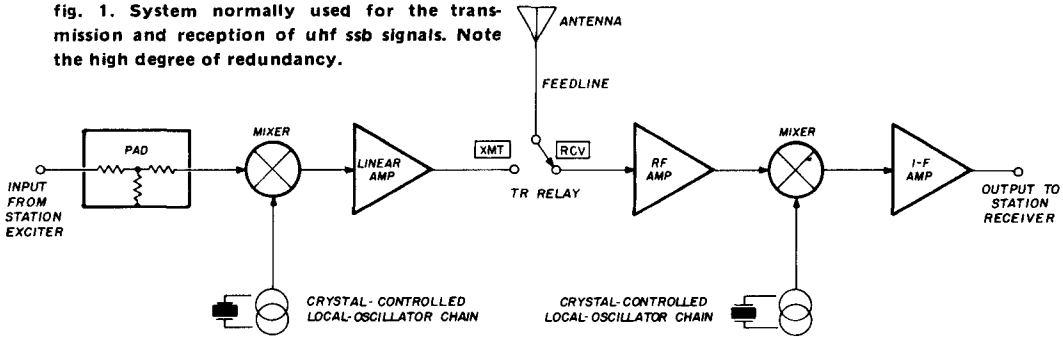 fig. 1. System normally used for the trans-
mission and reception of uhf ssb signals. Note
the high degree of redundancy.
ANTENNA
FEEDLINE
PAD
MIXER
LINEAR
AMP
XMT
RCV
TR RELAY
RF
AMP
MIXER
I-F
AMP
INPUT
FROM
STATION
EXCITER
OUTPUT TO
STATION
RECEIVER
CRYSTAL-CONTROLLED
LOCAL-OSCILLATOR CHAIN
CRYSTAL-CONTROLLED
LOCAL-OSCILLATOR CHAIN